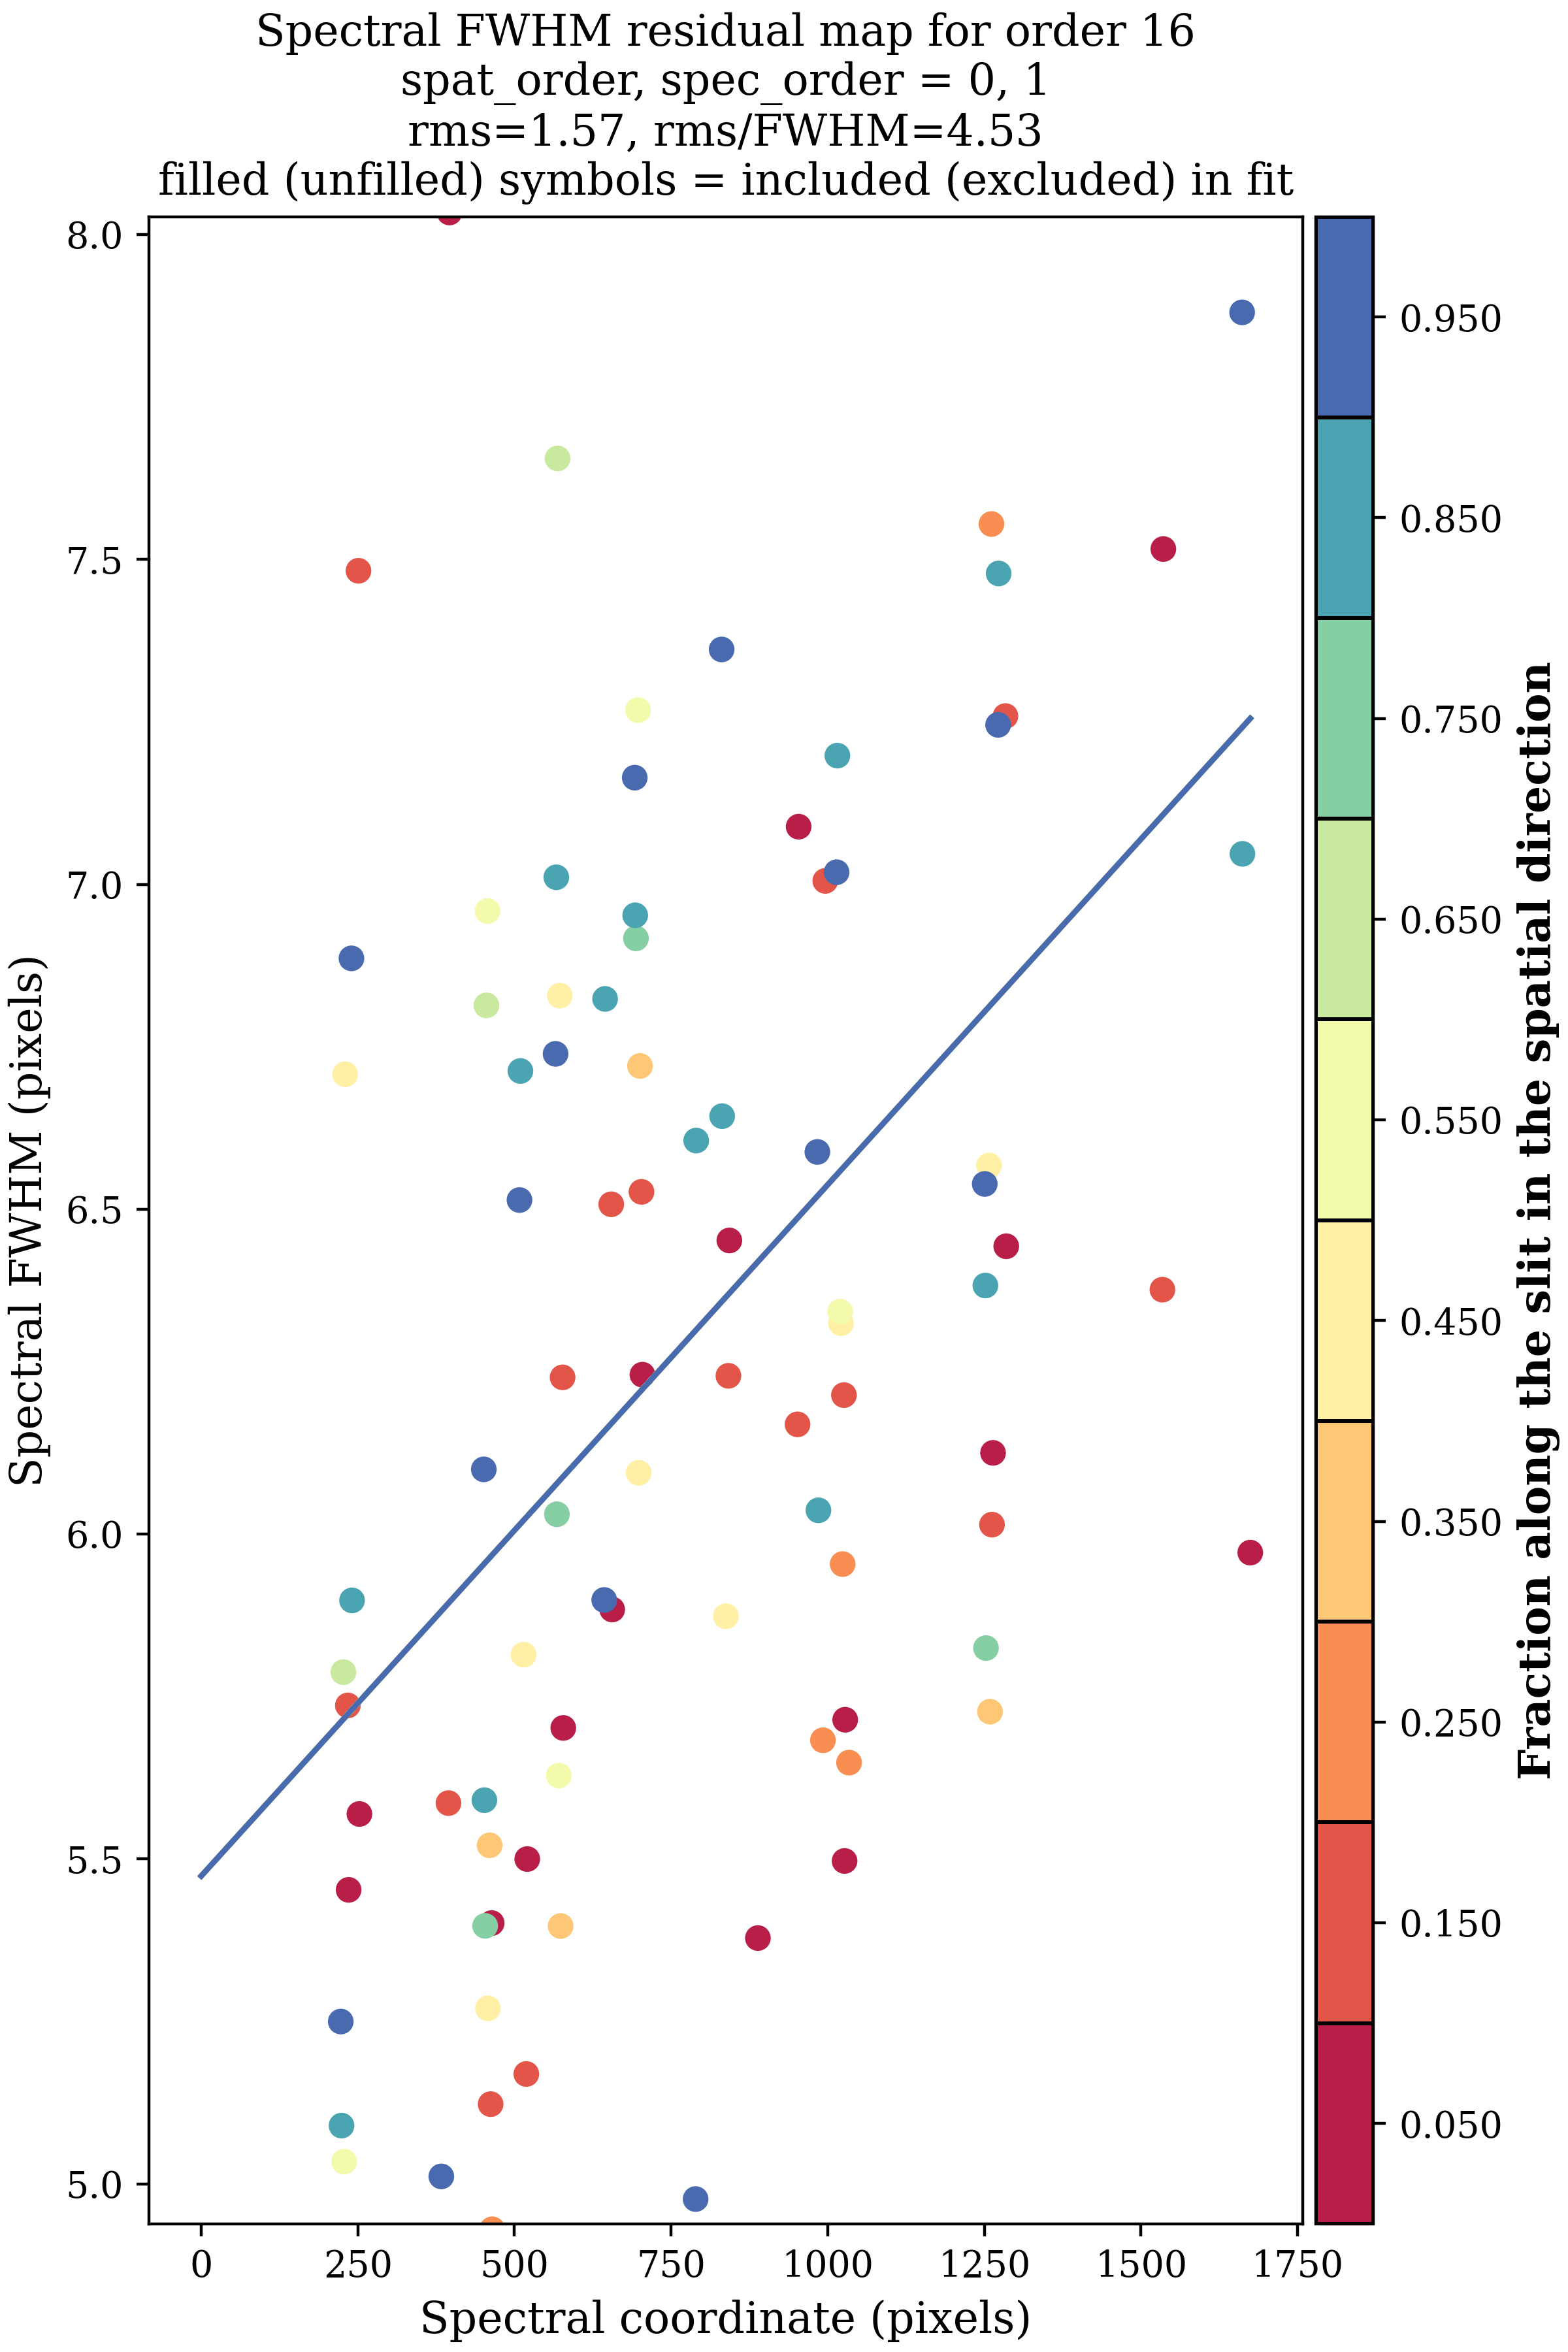 Spectral FWHM residual map for order 16
spat_order, spec_order = 0, 1
rms=1.57, rms/FWHM=4.53
filled (unfilled) symbols = included (excluded) in fit
8.0
7.5
7.0
6.5
6.0
5.5
5.0
Spectral FWHM (pixels)
0 250 500 750 1000 1250 1500 1750
Spectral coordinate (pixels)
0.950
0.850
0.750
0.650
0.550
0.450
0.350
0.250
0.150
0.050
Fraction along the slit in the spatial direction